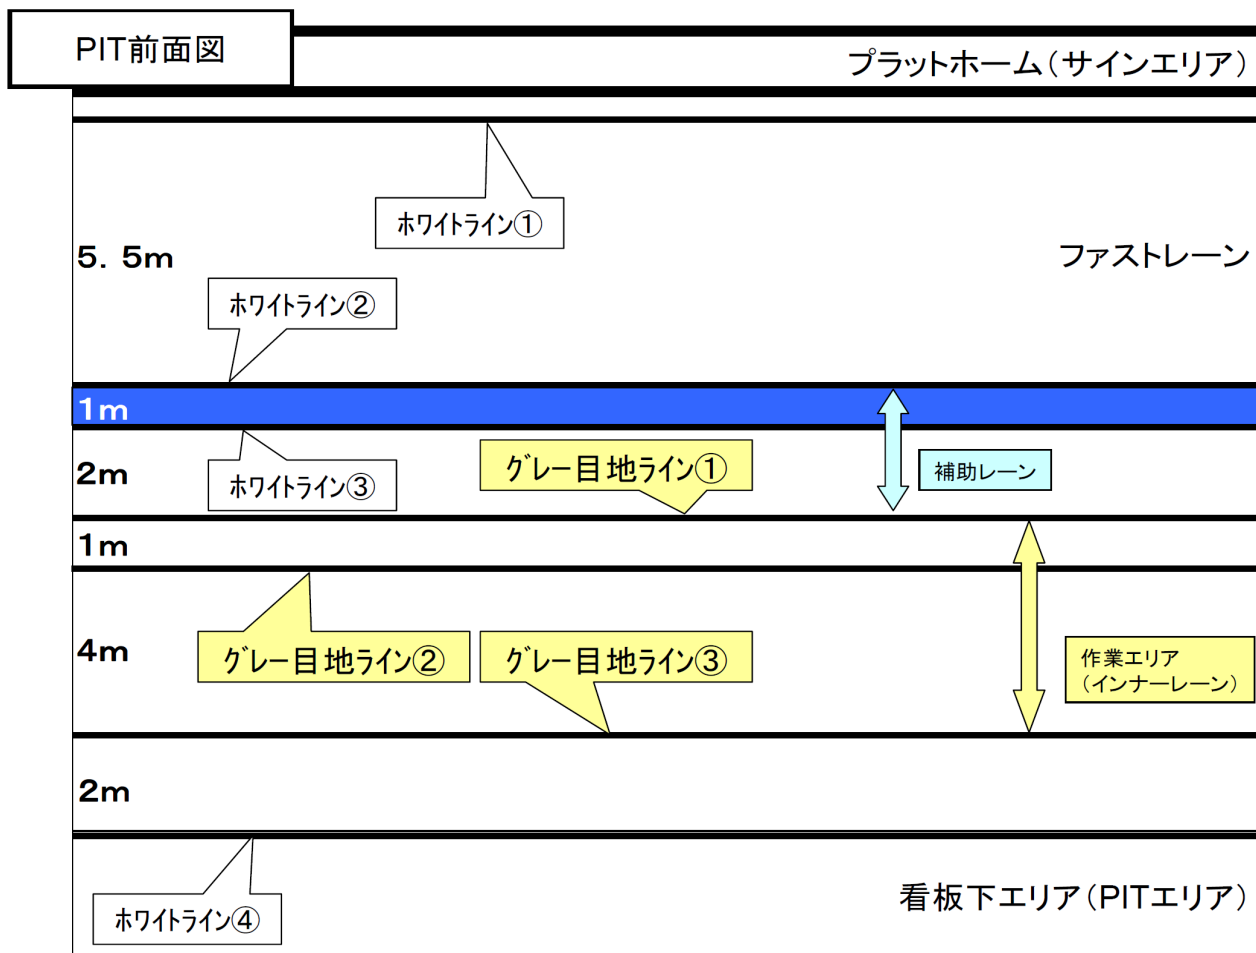 PIT前面図
プラットホーム（サインエリア）
ホワイトライン①
5．5m
ファストレーン
ホワイトライン②
1m
2m
ホワイトライン③
グレー目地ライン①
補助レーン
1m
4m
グレー目地ライン②
グレー目地ライン③
作業エリア
（インナーレーン）
2m
看板下エリア（PITエリア）
ホワイトライン④